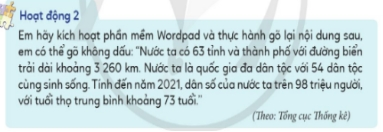 Hoạt động 2
Em hãy kích hoạt phần mềm Wordpad và thực hành gõ lại nội dung sau,
em có thể gõ không dấu: "Nước ta có 63 tỉnh và thành phố với đường biển
trải dài khoảng 3 260 km. Nước ta là quốc gia đa dân tộc với 54 dân tộc
cùng sinh sống. Tính đến năm 2021, dân số của nước ta trên 98 triệu người,
với tuổi thọ trung bình khoảng 73 tuổi."
(Theo: Tổng cục Thống kê)